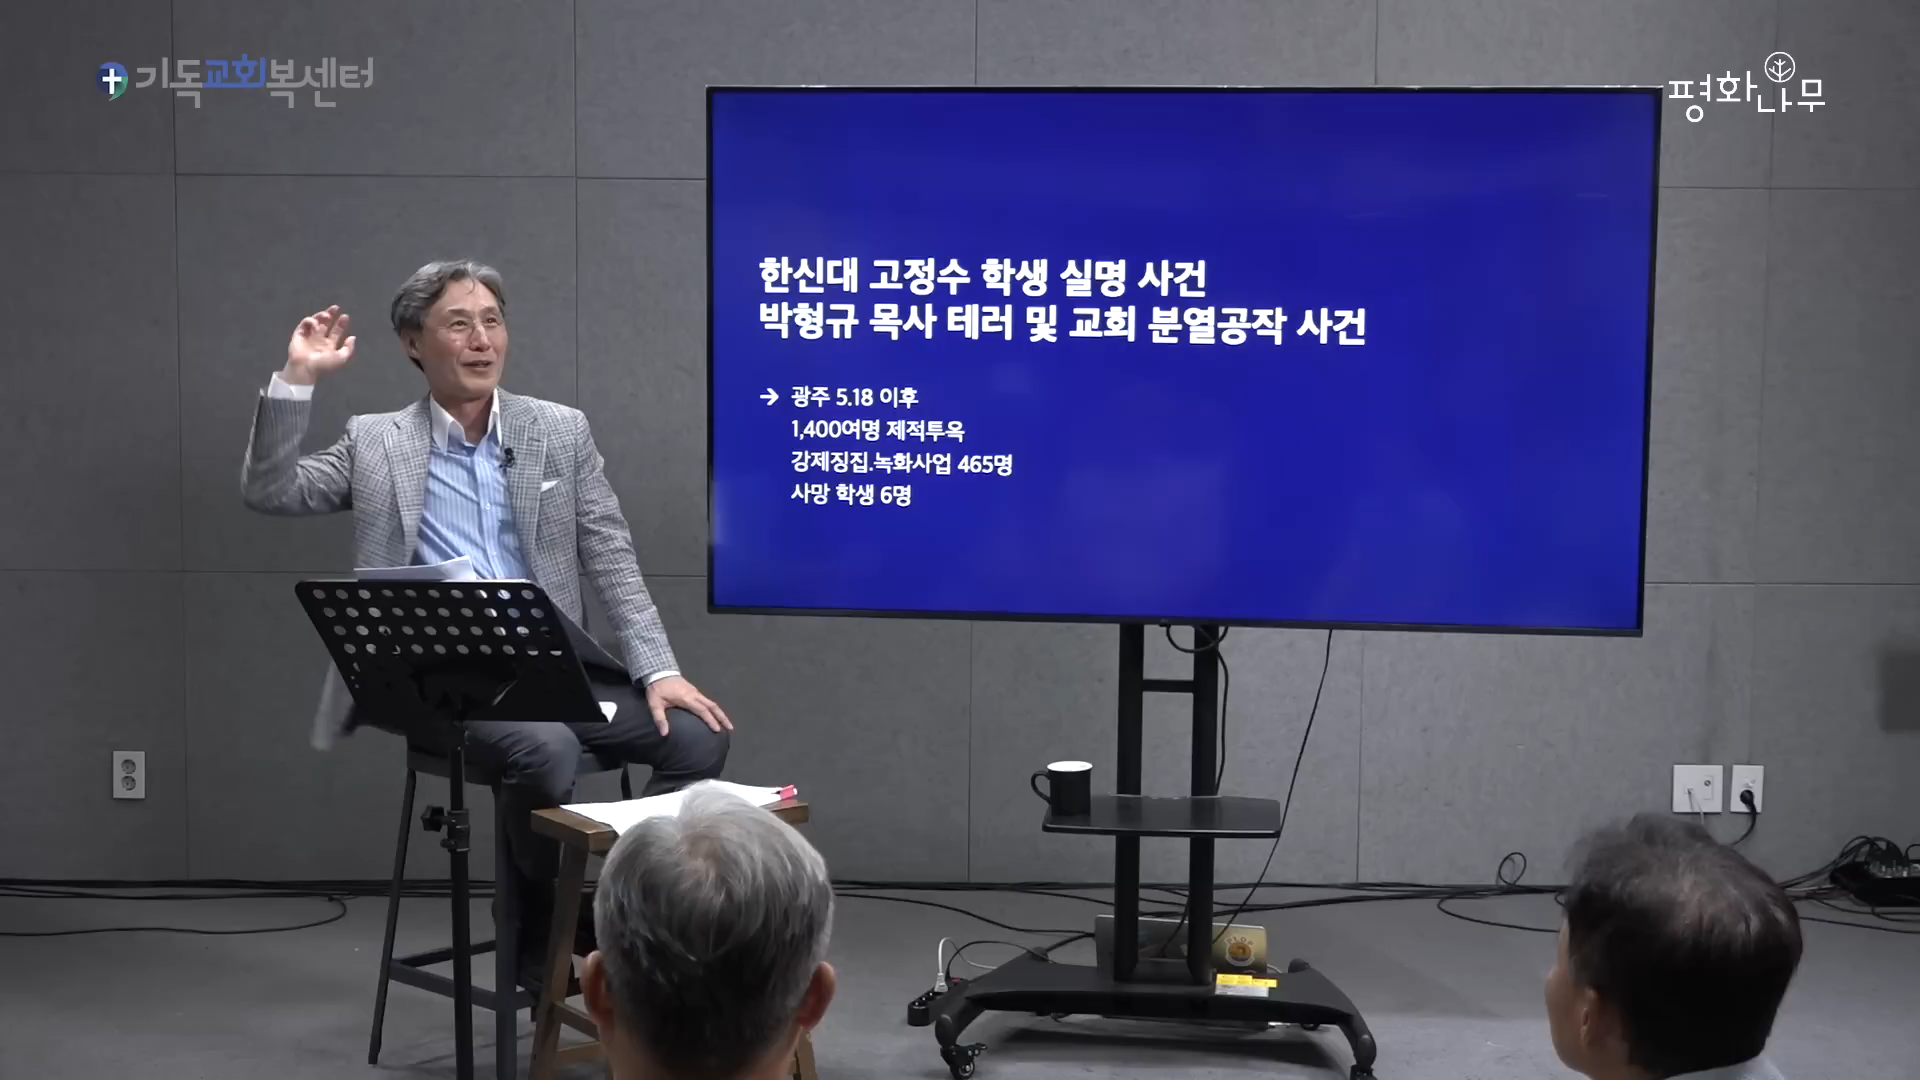 기독교회복센터
평화나무
한신대 고정수 학생 실명 사건
박형규 목사 테러 및 교회 분열공작 사건
→ 광주 5.18 이후
1,400여명 제적투옥
강제징집.녹화사업 465명
사망 학생 6명